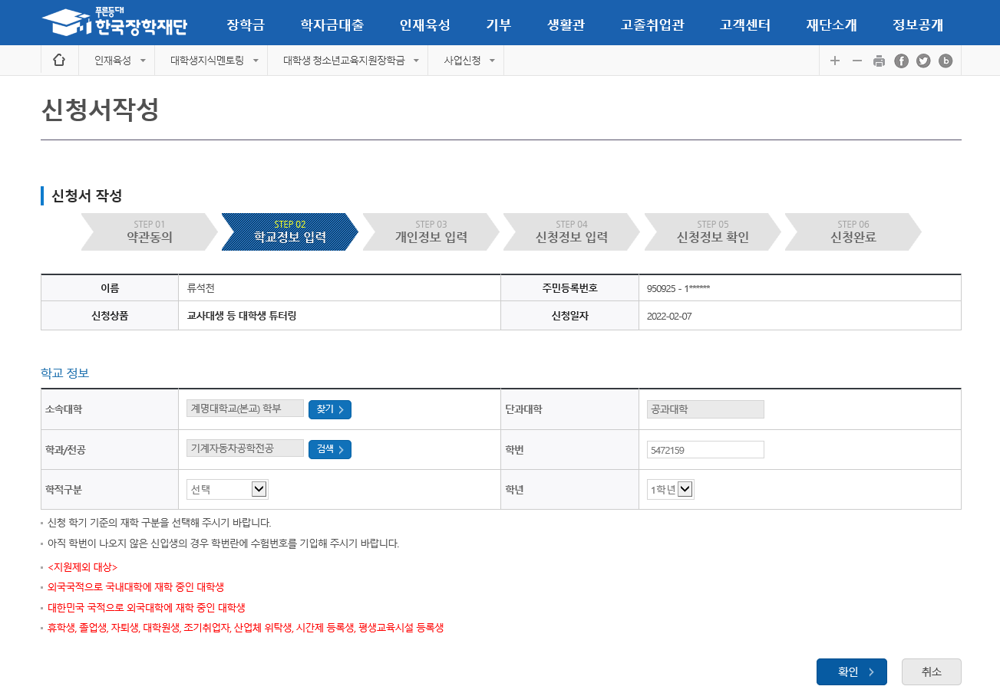 푸른등대
한국장학재단
장학금 학자금대출 인재육성 기부 생활관 고졸취업관 고객센터 재단소개 정보공개
인재육성 대학생지식멘토링 대학생 청소년교육지원장학금 사업신청
신청서작성
신청서 작성
STEP 01 STEP 02 STEP 03 STEP 04 STEP 05 STEP 06
약관동의 학교정보 입력 개인정보 입력 신청정보 입력 신청정보 확인 신청완료
이름 류석천 주민등록번호 950925 - 1******
신청상품 교사대생 등 대학생 튜터링 신청일자 2022-02-07
학교 정보
소속대학 계명대학교(본교) 학부 찾기 단과대학 공과대학
학과/전공 기계자동차공학전공 검색 학번 5472159
학적구분 선택 학년 1학년
신청 학기 기준의 재학 구분을 선택해 주시기 바랍니다.
아직 학번이 나오지 않은 신입생의 경우 학번란에 수험번호를 기입해 주시기 바랍니다.
<지원제외 대상>
외국국적으로 국내대학에 재학 중인 대학생
대한민국 국적으로 외국대학에 재학 중인 대학생
휴학생, 졸업생, 자퇴생, 대학원생, 조기취업자, 산업체 위탁생, 시간제 등록생, 평생교육시설 등록생
확인 취소